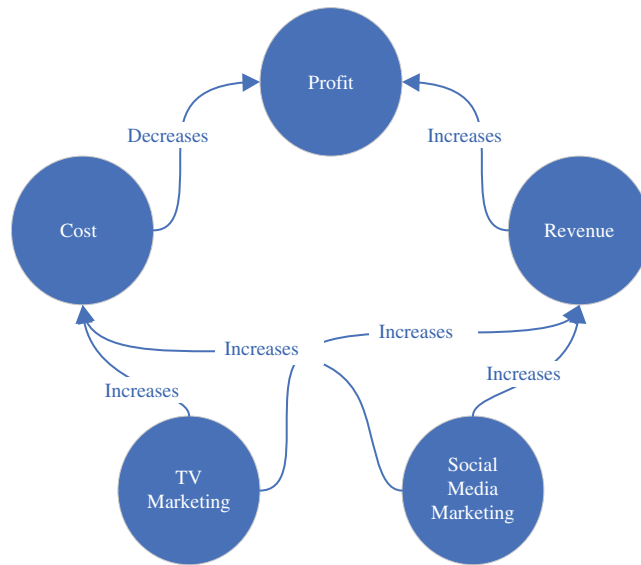 Profit
Decreases
Increases
Cost
Revenue
Increases
Increases
Increases
Increases
TV
Marketing
Social
Media
Marketing